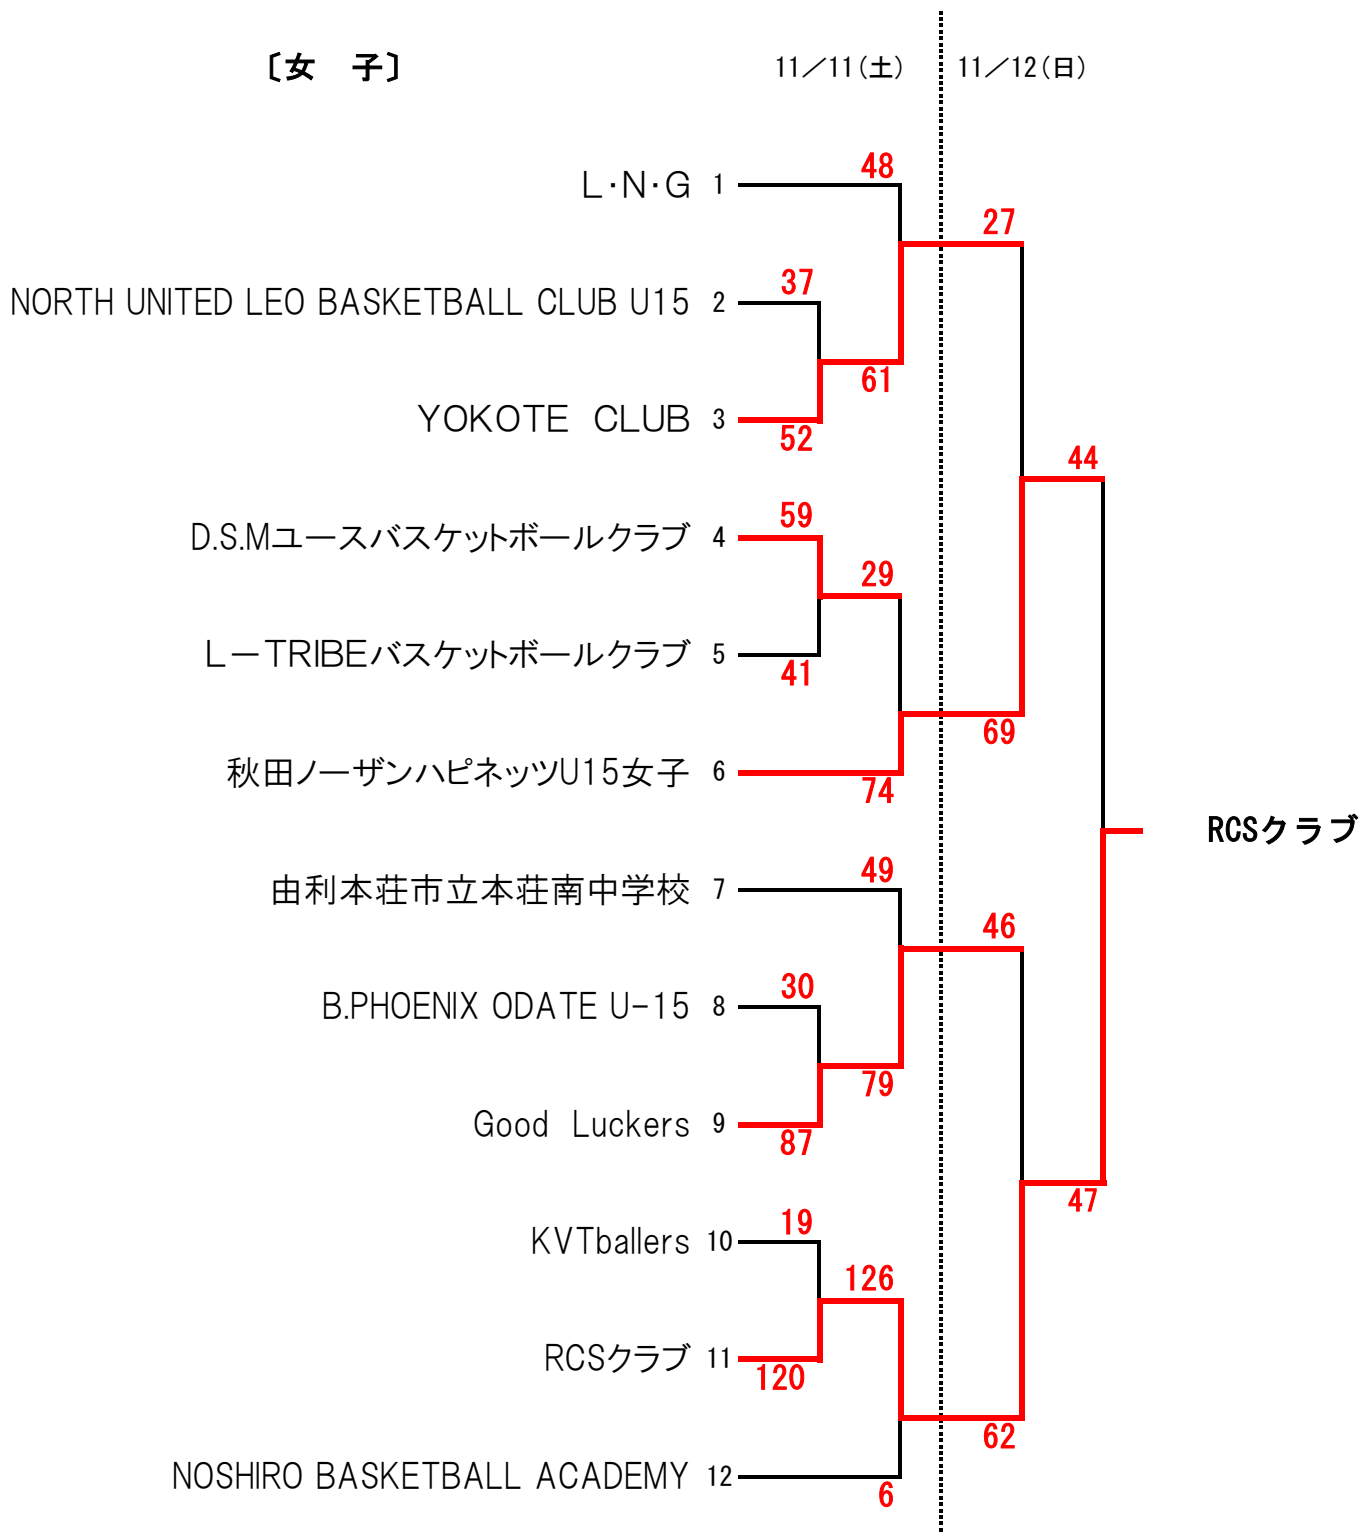 〔女　子〕 11／11(土) 11／12(日)
48
L・N・G 1
27
37
NORTH UNITED LEO BASKETBALL CLUB U15 2
61
YOKOTE　CLUB 3
52
44
59
D.S.Mユースバスケットボールクラブ 4
29
L－TRIBEバスケットボールクラブ 5
41
69
秋田ノーザンハピネッツU15女子 6
74
RCSクラブ
49
由利本荘市立本荘南中学校 7
46
30
B.PHOENIX ODATE U-15 8
79
Good　Luckers 9
87
47
19
KVTballers 10
126
RCSクラブ 11
120
62
NOSHIRO BASKETBALL ACADEMY 12
6